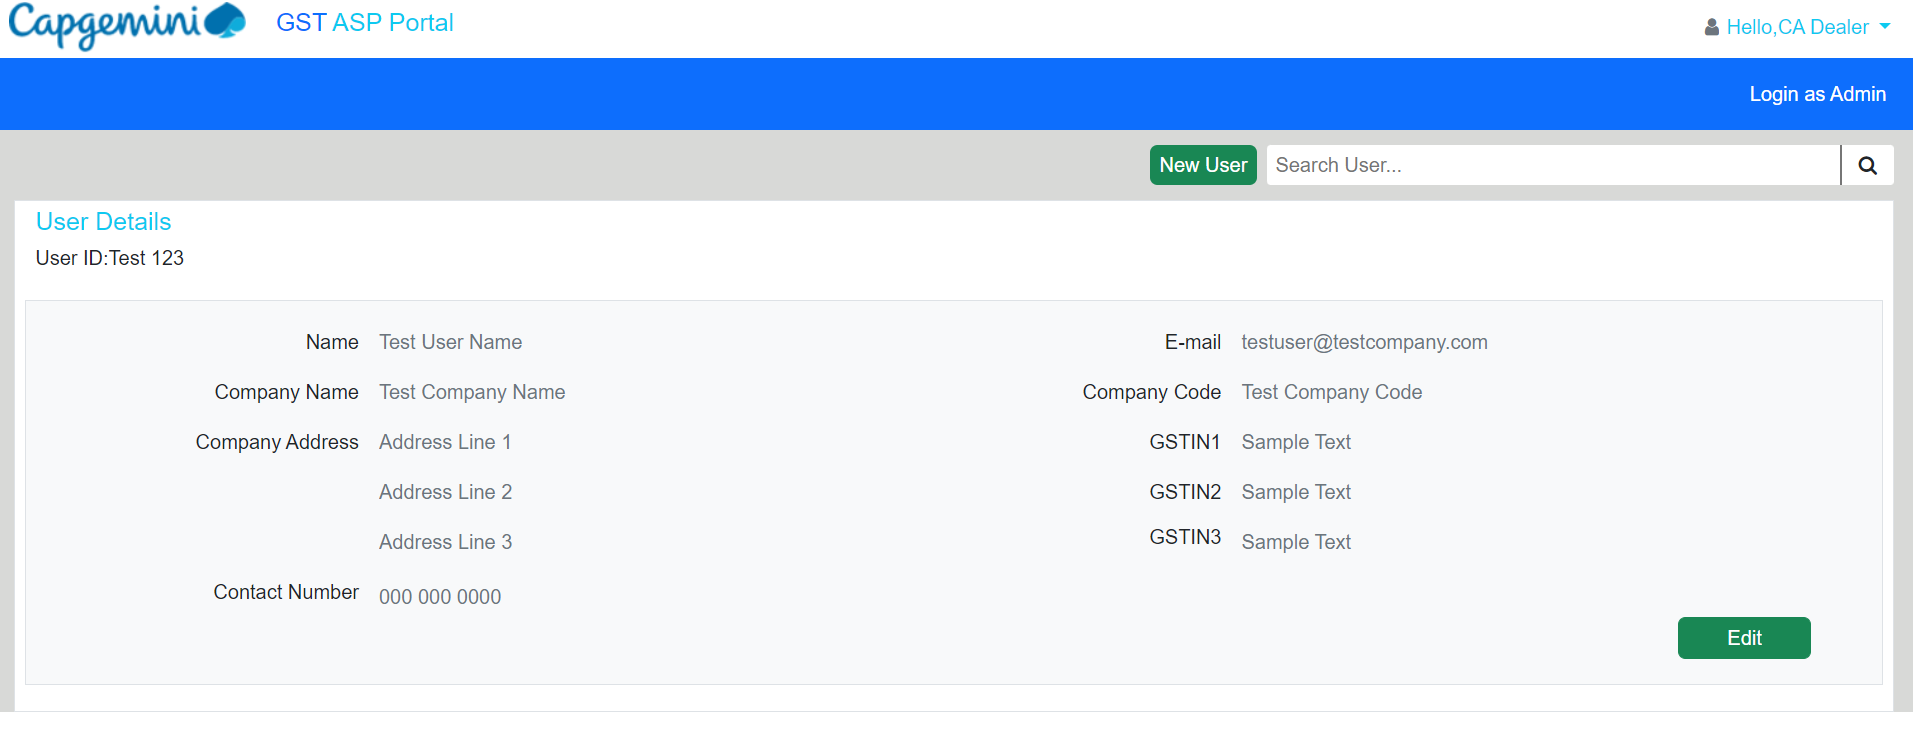 Capgemini GST ASP Portal Hello,CA Dealer
Login as Admin
New User Search User...
User Details
User ID:Test 123
Name Test User Name E-mail testuser@testcompany.com
Company Name Test Company Name Company Code Test Company Code
Company Address Address Line 1 GSTIN1 Sample Text
Address Line 2 GSTIN2 Sample Text
Address Line 3 GSTIN3 Sample Text
Contact Number 000 000 0000
Edit